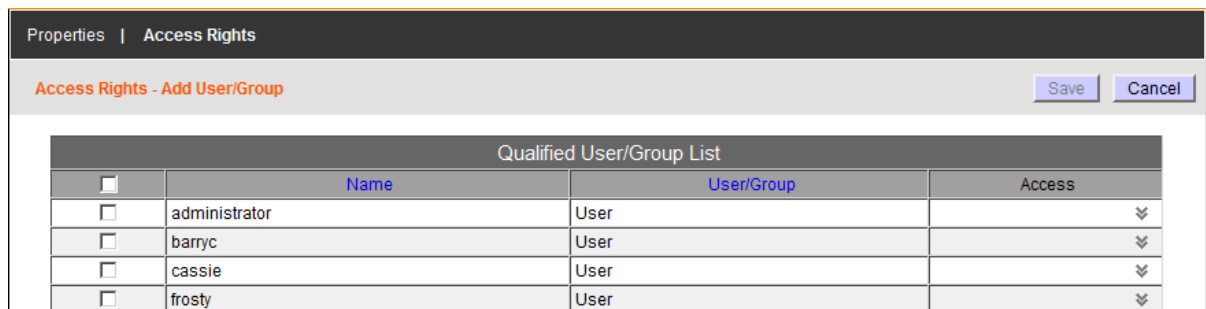 Properties | Access Rights
Access Rights - Add User/Group Save Cancel
Qualified User/Group List
Name User/Group Access
administrator User
barryc User
cassie User
frosty User